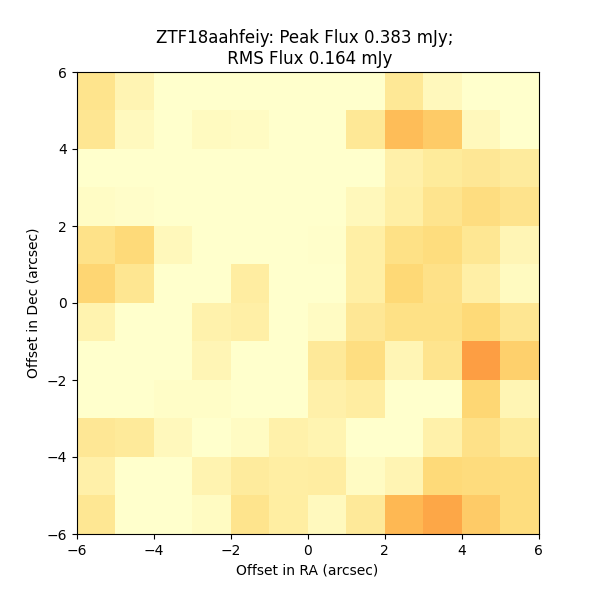 ZTF18aahfeiy: Peak Flux 0.383 mJy;
RMS Flux 0.164 mJy
6
4
2
0
−2
−4
−6
Offset in Dec (arcsec)
−6 −4 −2 0 2 4 6
Offset in RA (arcsec)